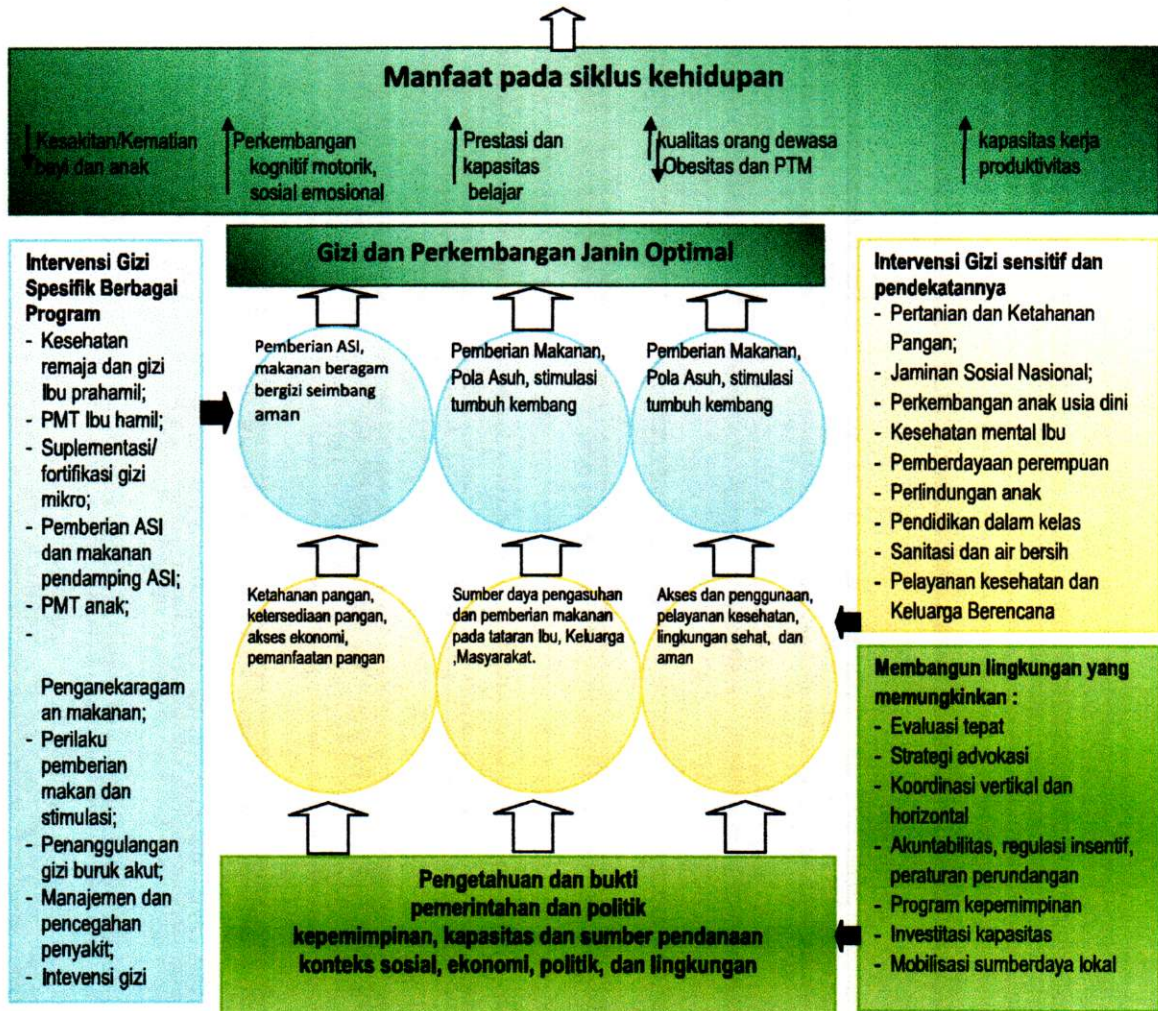 Manfaat pada siklus kehidupan
Kesakitan/Kematian
bayi dan anak
Perkembangan
kognitif motorik,
sosial emosional
Prestasi dan
kapasitas
belajar
kualitas orang dewasa
Obesitas dan PTM
kapasitas kerja
produktivitas
Gizi dan Perkembangan Janin Optimal
Intervensi Gizi
Spesifik Berbagai
Program
- Kesehatan
remaja dan gizi
Ibu prahamil;
- PMT Ibu hamil;
- Suplementasi/
fortifikasi gizi
mikro;
- Pemberian ASI
dan makanan
pendamping ASI;
- PMT anak;
-
Penganekaragam
an makanan;
- Perilaku
pemberian
makan dan
stimulasi;
- Penanggulangan
gizi buruk akut;
- Manajemen dan
pencegahan
penyakit;
- Intevensi gizi
Pemberian ASI,
makanan beragam
bergizi seimbang
aman
Pemberian Makanan,
Pola Asuh, stimulasi
tumbuh kembang
Pemberian Makanan,
Pola Asuh, stimulasi
tumbuh kembang
Ketahanan pangan,
ketersediaan pangan,
akses ekonomi,
pemanfaatan pangan
Sumber daya pengasuhan
dan pemberian makanan
pada tataran Ibu, Keluarga
,Masyarakat.
Akses dan penggunaan,
pelayanan kesehatan,
lingkungan sehat, dan
aman
Pengetahuan dan bukti
pemerintahan dan politik
kepemimpinan, kapasitas dan sumber pendanaan
konteks sosial, ekonomi, politik, dan lingkungan
Intervensi Gizi sensitif dan
pendekatannya
- Pertanian dan Ketahanan
Pangan;
- Jaminan Sosial Nasional;
- Perkembangan anak usia dini
- Kesehatan mental Ibu
- Pemberdayaan perempuan
- Perlindungan anak
- Pendidikan dalam kelas
- Sanitasi dan air bersih
- Pelayanan kesehatan dan
Keluarga Berencana
Membangun lingkungan yang
memungkinkan :
- Evaluasi tepat
- Strategi advokasi
- Koordinasi vertikal dan
horizontal
- Akuntabilitas, regulasi insentif,
peraturan perundangan
- Program kepemimpinan
- Investitasi kapasitas
- Mobilisasi sumberdaya lokal